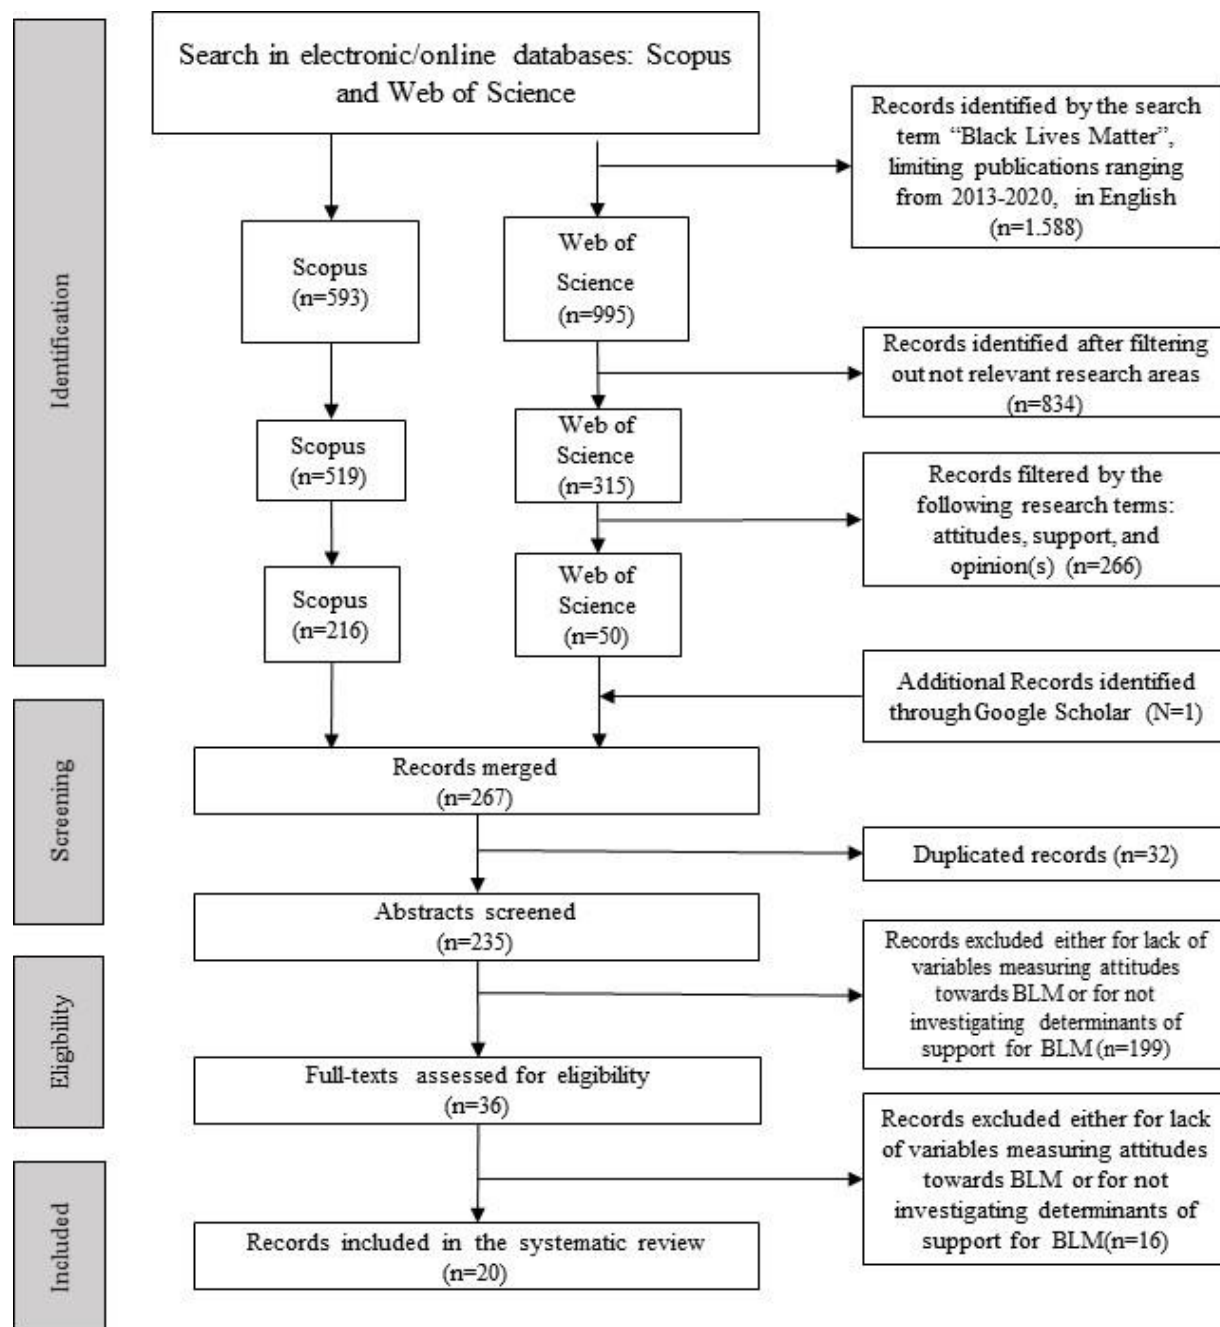 Identification
Search in electronic/online databases: Scopus
and Web of Science
Records identified by the search
term “Black Lives Matter”,
limiting publications ranging
from 2013-2020, in English
(n=1.588)
Scopus
(n=593)
Web of
Science
(n=995)
Records identified after filtering
out not relevant research areas
(n=834)
Scopus
(n=519)
Web of
Science
(n=315)
Records filtered by the
following research terms:
attitudes, support, and
opinion(s) (n=266)
Scopus
(n=216)
Web of
Science
(n=50)
Additional Records identified
through Google Scholar (N=1)
Screening
Records merged
(n=267)
Duplicated records (n=32)
Abstracts screened
(n=235)
Eligibility
Records excluded either for lack of
variables measuring attitudes
towards BLM or for not
investigating determinants of
support for BLM (n=199)
Full-texts assessed for eligibility
(n=36)
Records excluded either for lack
of variables measuring attitudes
towards BLM or for not
investigating determinants of
support for BLM(n=16)
Included
Records included in the systematic review
(n=20)